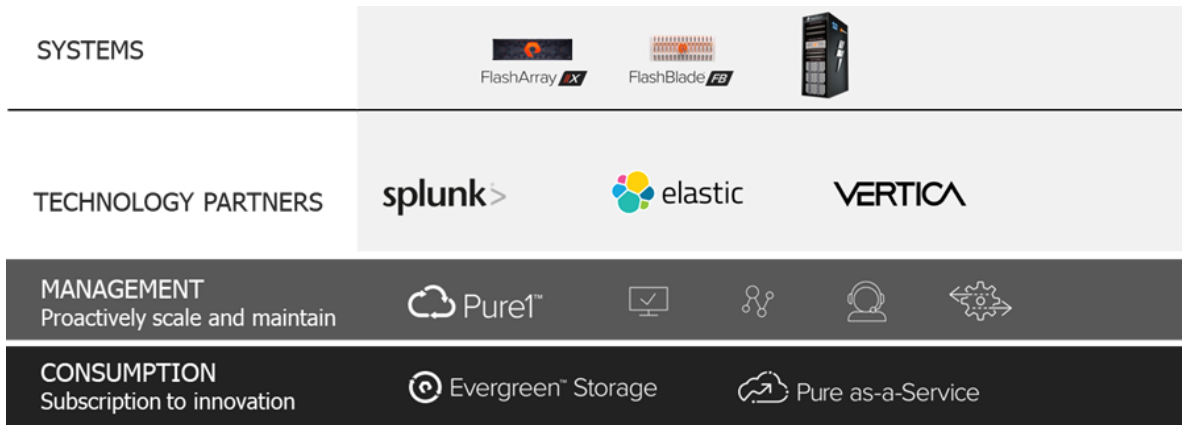 SYSTEMS
FlashArray //X
FlashBlade FB
TECHNOLOGY PARTNERS
splunk>
elastic
VERTICA
MANAGEMENT
Proactively scale and maintain
Pure1™
CONSUMPTION
Subscription to innovation
Evergreen™ Storage
Pure as-a-Service